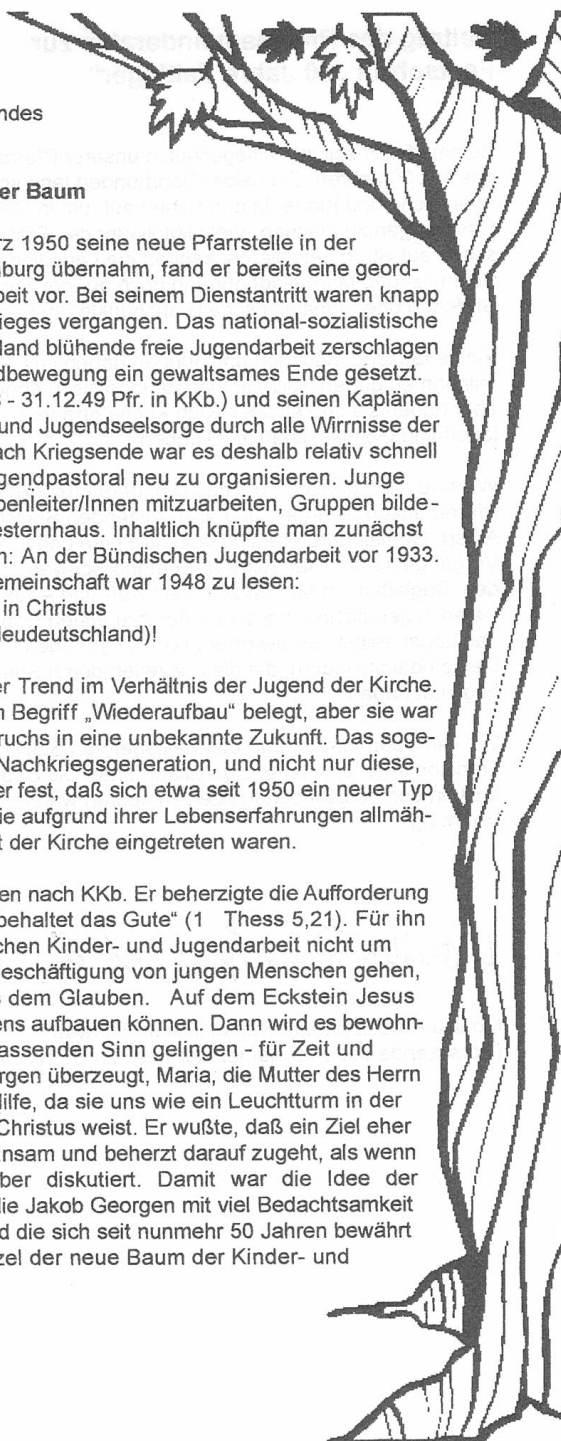 ndes
er Baum
rz 1950 seine neue Pfarrstelle in der
sburg übernahm, fand er bereits eine geord-
beit vor. Bei seinem Dienstantritt waren knapp
ieges vergangen. Das national-sozialistische
land blühende freie Jugendarbeit zerschlagen
dbewegung ein gewaltsames Ende gesetzt.
- 31.12.49 Pfr. in KKb.) und seinen Kaplänen
und Jugendseelsorge durch alle Wirrnisse der
ach Kriegsende war es deshalb relativ schnell
gendpastoral neu zu organisieren. Junge
ppenleiter/Innen mitzuarbeiten, Gruppen bilde-
esternhaus. Inhaltlich knüpfte man zunächst
n: An der Bündischen Jugendarbeit vor 1933.
emeinschaft war 1948 zu lesen:
in Christus
Neudeutschland)!
er Trend im Verhältnis der Jugend der Kirche.
m Begriff „Wiederaufbau“ belegt, aber sie war
ruchs in eine unbekannte Zukunft. Das soge-
Nachkriegsgeneration, und nicht nur diese,
er fest, daß sich etwa seit 1950 ein neuer Typ
ie aufgrund ihrer Lebenserfahrungen allmäh-
t der Kirche eingetreten waren.
en nach KKb. Er beherzigte die Aufforderung
behaltet das Gute“ (1 Thess 5,21). Für ihn
chen Kinder- und Jugendarbeit nicht um
eschäftigung von jungen Menschen gehen,
s dem Glauben. Auf dem Eckstein Jesus
ens aufbauen können. Dann wird es bewohn-
assenden Sinn gelingen - für Zeit und
rgen überzeugt, Maria, die Mutter des Herrn
Hilfe, da sie uns wie ein Leuchtturm in der
Christus weist. Er wußte, daß ein Ziel eher
nsam und beherzt darauf zugeht, als wenn
ber diskutiert. Damit war die Idee der
die Jakob Georgen mit viel Bedachtsamkeit
d die sich seit nunmehr 50 Jahren bewährt
zel der neue Baum der Kinder- und